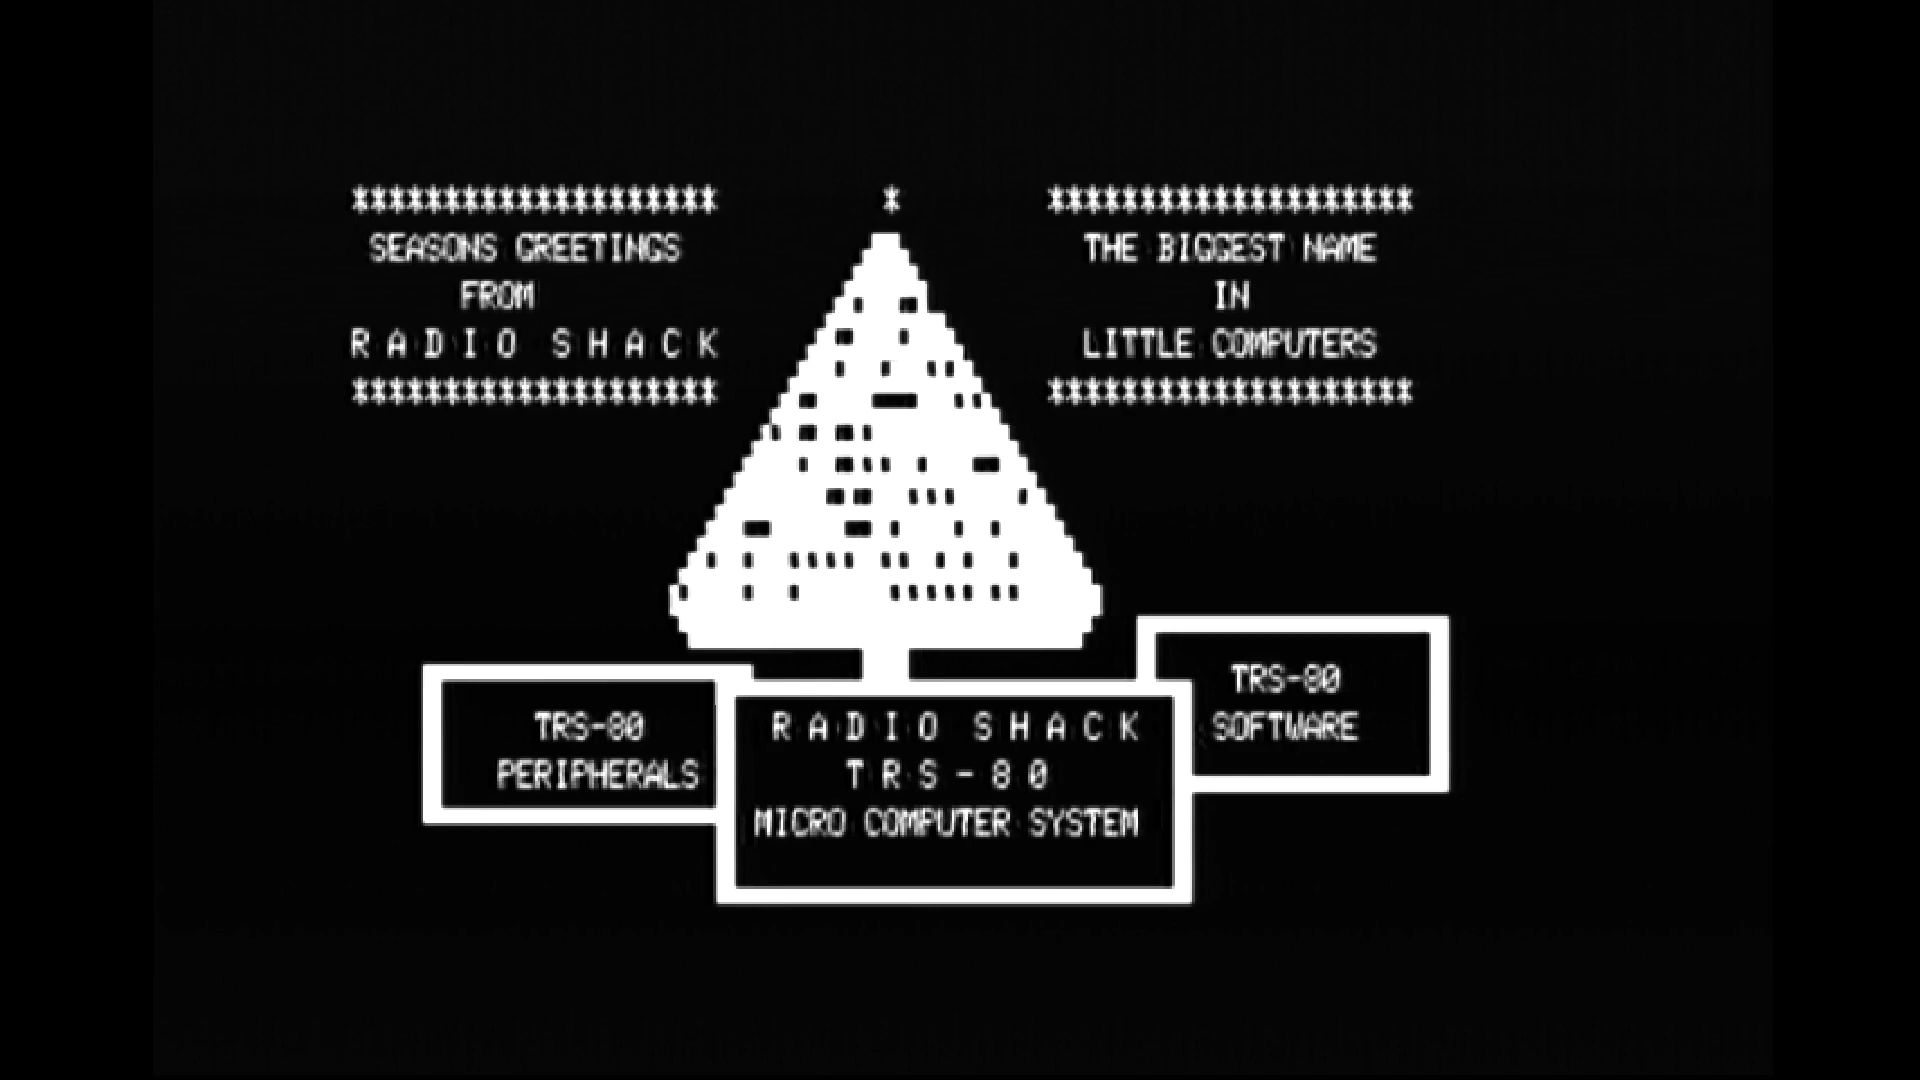 *******************
SEASONS GREETINGS
FROM
R A D I O  S H A C K
*******************
*
*******************
THE BIGGEST NAME
IN
LITTLE COMPUTERS
*******************
TRS-80
PERIPHERALS
R A D I O  S H A C K
T R S - 8 0
MICRO COMPUTER SYSTEM
TRS-80
SOFTWARE